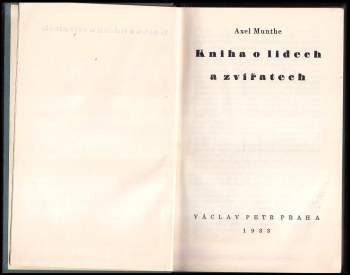 Axel Munthe
Kniha o lidech
a zvířatech
VÁCLAV PETR PRAHA
1933